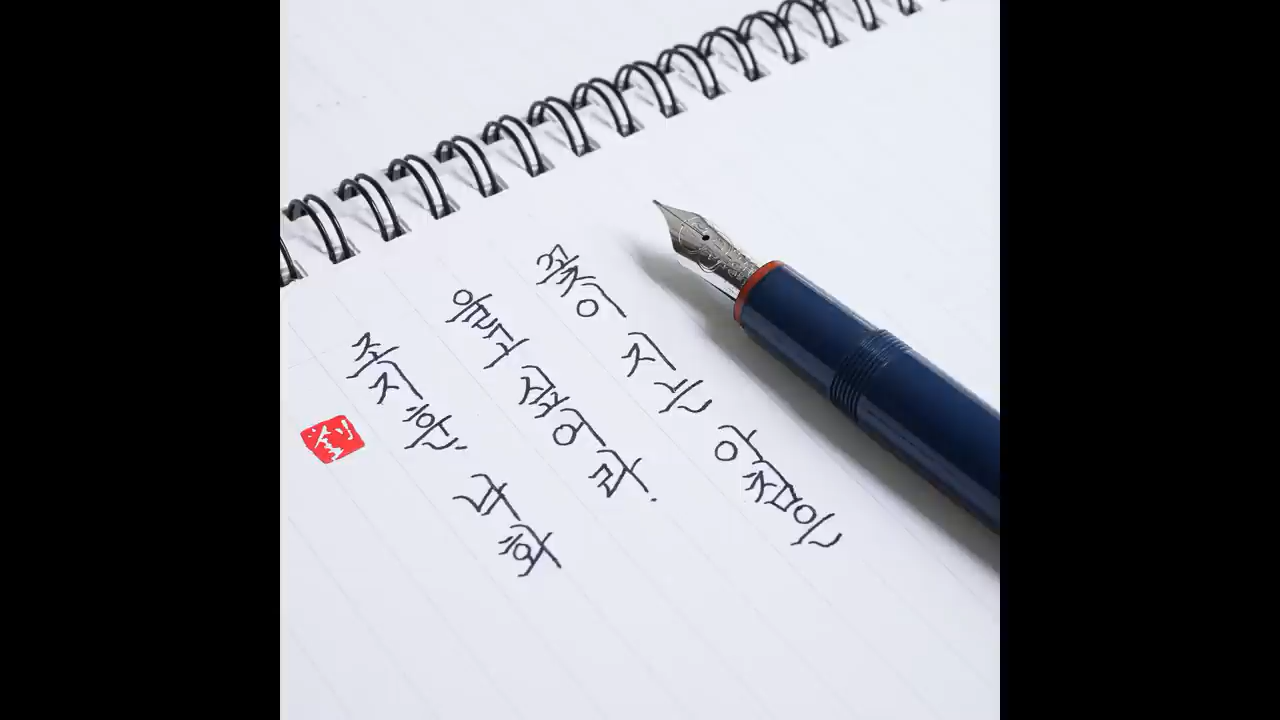 꽃이 지는 아침은
울고 싶어라.
조지훈, 낙화